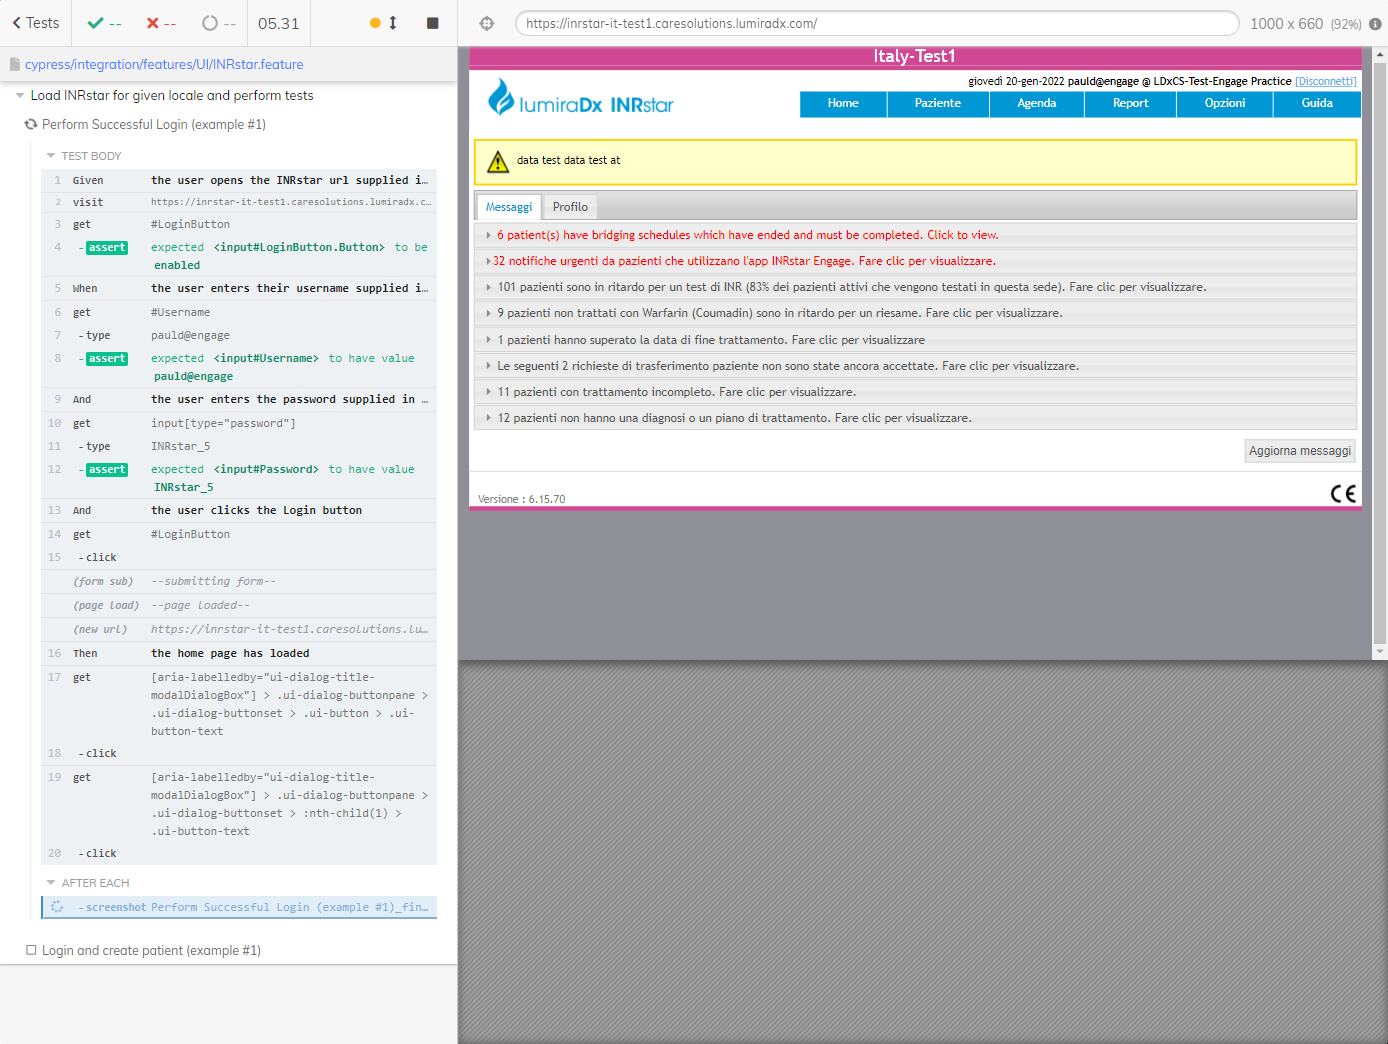 Tests
--
--
--
05.31
https://inrstar-it-test1.caresolutions.lumiradx.com/
1000 x 660 (92%)
cypress/integration/features/UI/INRstar.feature
Load INRstar for given locale and perform tests
Perform Successful Login (example #1)
TEST BODY
1 Given the user opens the INRstar url supplied i…
2 visit https://inrstar-it-test1.caresolutions.lumiradx.c…
3 get #LoginButton
4 -assert expected <input#LoginButton.Button> to be
enabled
5 When the user enters their username supplied i…
6 get #Username
7 -type pauld@engage
8 -assert expected <input#Username> to have value
pauld@engage
9 And the user enters the password supplied in …
10 get input[type="password"]
11 -type INRstar_5
12 -assert expected <input#Password> to have value
INRstar_5
13 And the user clicks the Login button
14 get #LoginButton
15 -click
(form sub) --submitting form--
(page load) --page loaded--
(new url) https://inrstar-it-test1.caresolutions.lu…
16 Then the home page has loaded
17 get [aria-labelledby="ui-dialog-title-
modalDialogBox"] > .ui-dialog-buttonpane >
.ui-dialog-buttonset > .ui-button > .ui-
button-text
18 -click
19 get [aria-labelledby="ui-dialog-title-
modalDialogBox"] > .ui-dialog-buttonpane >
.ui-dialog-buttonset > :nth-child(1) >
.ui-button-text
20 -click
AFTER EACH
-screenshot Perform Successful Login (example #1)_fin…
Login and create patient (example #1)
Italy-Test1
giovedì 20-gen-2022 pauld@engage @ LDxCS-Test-Engage Practice [Disconnetti]
lumiraDx INRstar
Home Paziente Agenda Report Opzioni Guida
data test data test at
Messaggi Profilo
6 patient(s) have bridging schedules which have ended and must be completed. Click to view.
32 notifiche urgenti da pazienti che utilizzano l'app INRstar Engage. Fare clic per visualizzare.
101 pazienti sono in ritardo per un test di INR (83% dei pazienti attivi che vengono testati in questa sede). Fare clic per visualizzare.
9 pazienti non trattati con Warfarin (Coumadin) sono in ritardo per un riesame. Fare clic per visualizzare.
1 pazienti hanno superato la data di fine trattamento. Fare clic per visualizzare
Le seguenti 2 richieste di trasferimento paziente non sono state ancora accettate. Fare clic per visualizzare.
11 pazienti con trattamento incompleto. Fare clic per visualizzare.
12 pazienti non hanno una diagnosi o un piano di trattamento. Fare clic per visualizzare.
Aggiorna messaggi
Versione : 6.15.70
CE